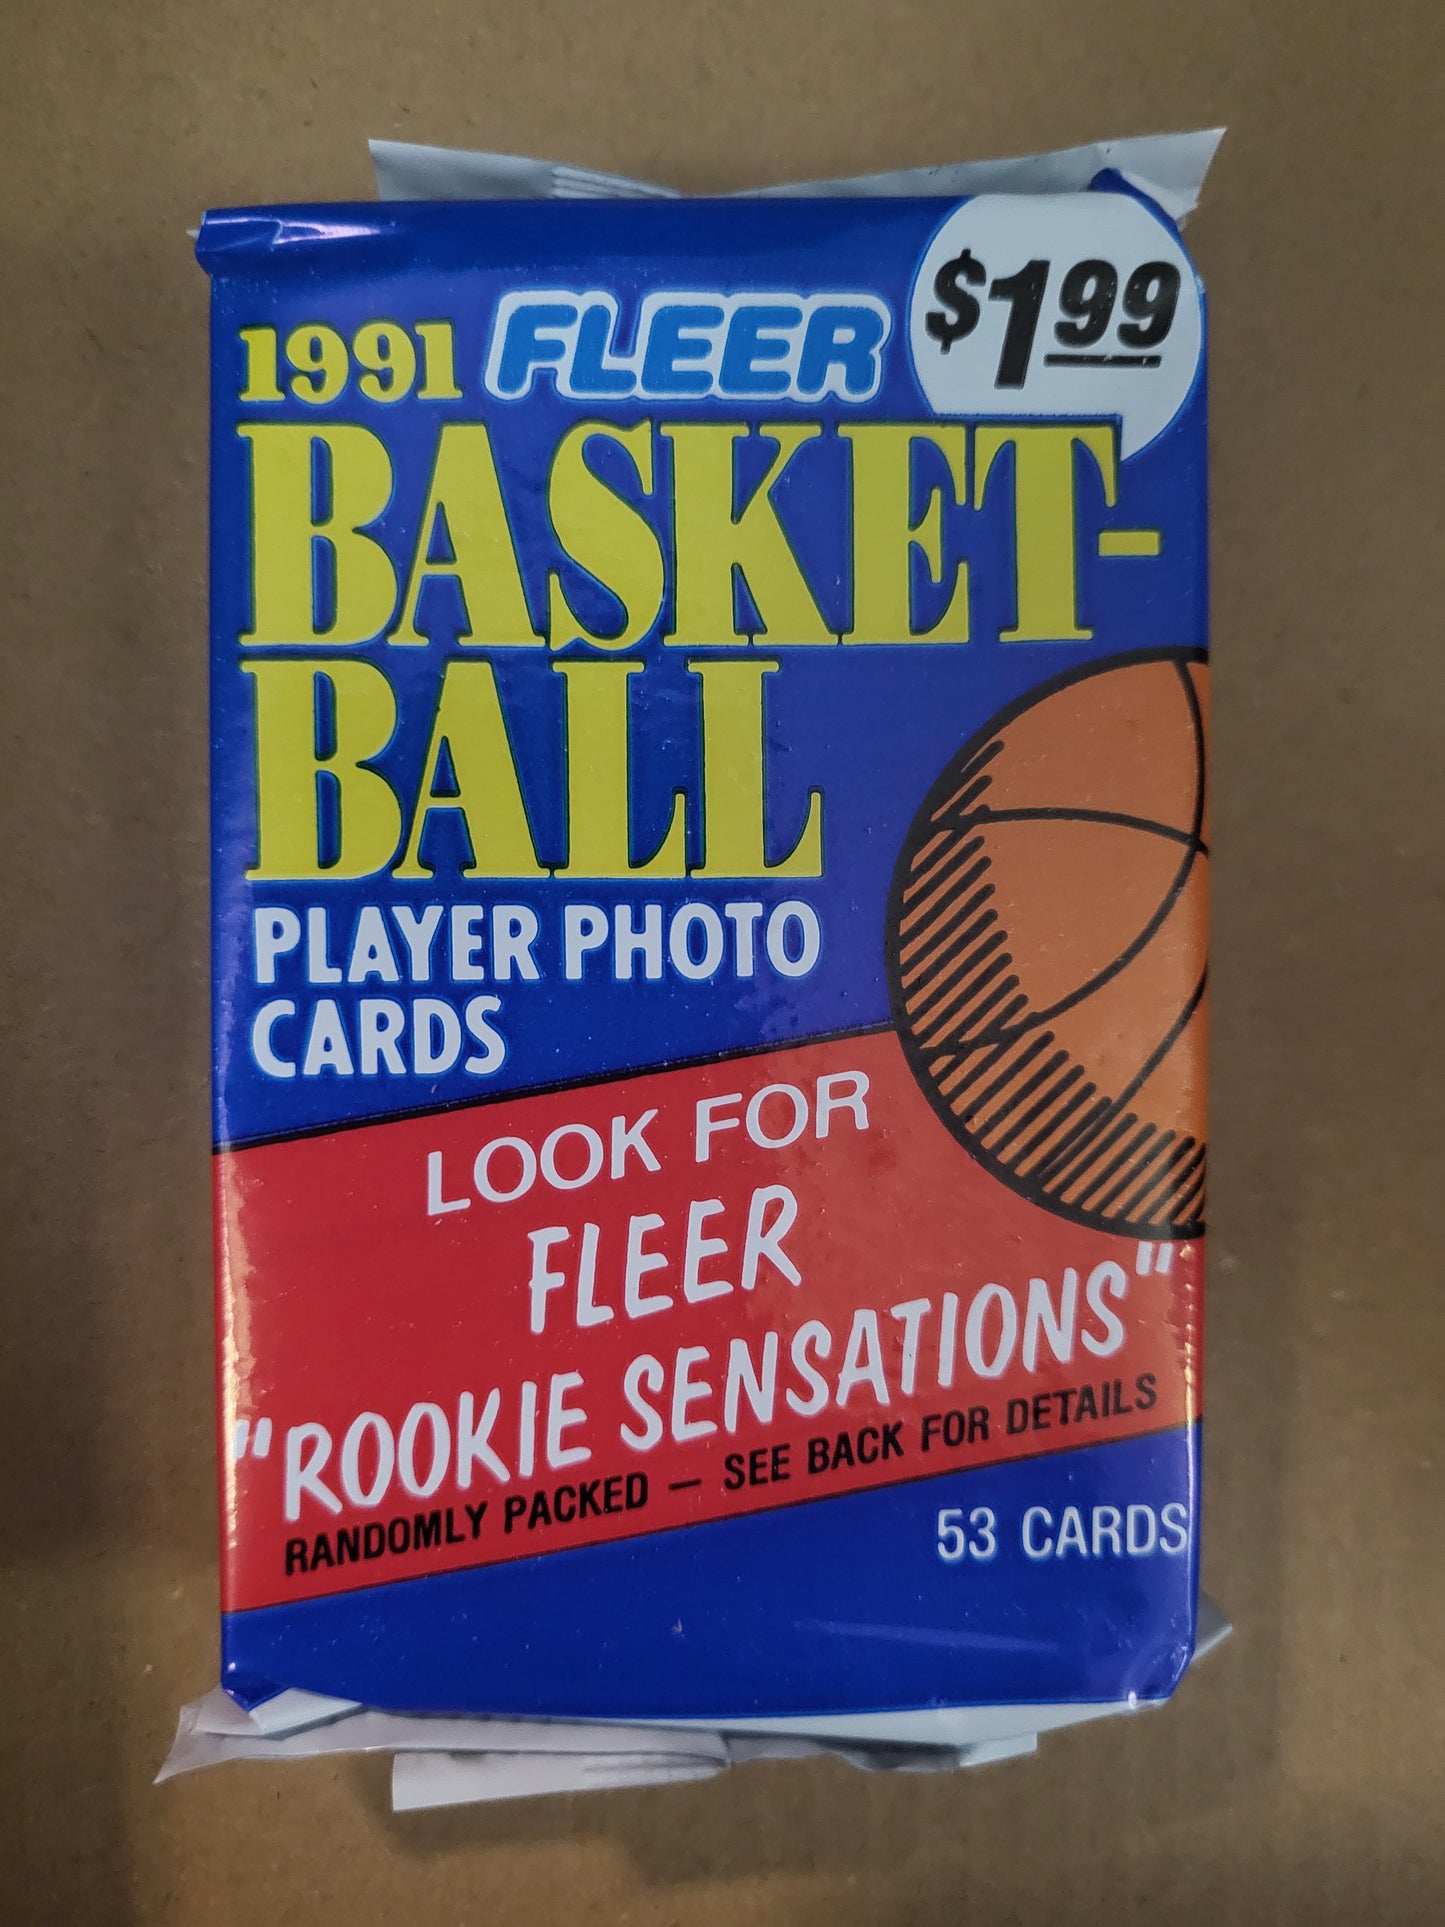 $1.99
1991 FLEER
BASKET-
BALL
PLAYER PHOTO
CARDS
LOOK FOR
FLEER
"ROOKIE SENSATIONS"
RANDOMLY PACKED — SEE BACK FOR DETAILS
53 CARDS